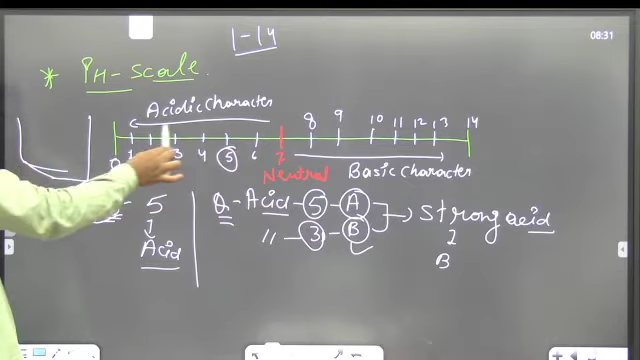 1-14
08:31
* PH-Scale.
Acidic Character
8 9 10 11 12 13 14
1 3 4 5 6 7
Neutral Basic Character
5 Q- Acid - 5 - A → Strong acid
Acid " - 3 - B
B